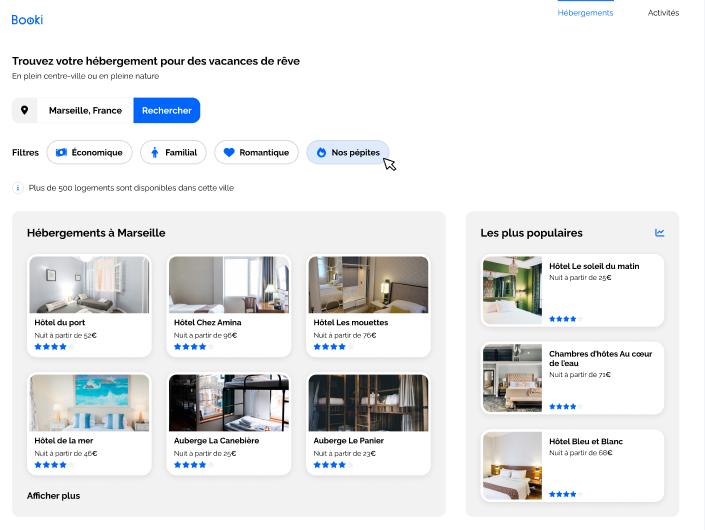 Booki
Hébergements
Activités
Trouvez votre hébergement pour des vacances de rêve
En plein centre-ville ou en pleine nature
Marseille, France
Rechercher
Filtres
Économique
Familial
Romantique
Nos pépites
Plus de 500 logements sont disponibles dans cette ville
Hébergements à Marseille
Hôtel du port
Nuit à partir de 52€
Hôtel Chez Amina
Nuit à partir de 96€
Hôtel Les mouettes
Nuit à partir de 76€
Hôtel de la mer
Nuit à partir de 46€
Auberge La Canebière
Nuit à partir de 25€
Auberge Le Panier
Nuit à partir de 23€
Afficher plus
Les plus populaires
Hôtel Le soleil du matin
Nuit à partir de 25€
Chambres d'hôtes Au cœur
de l'eau
Nuit à partir de 71€
Hôtel Bleu et Blanc
Nuit à partir de 68€